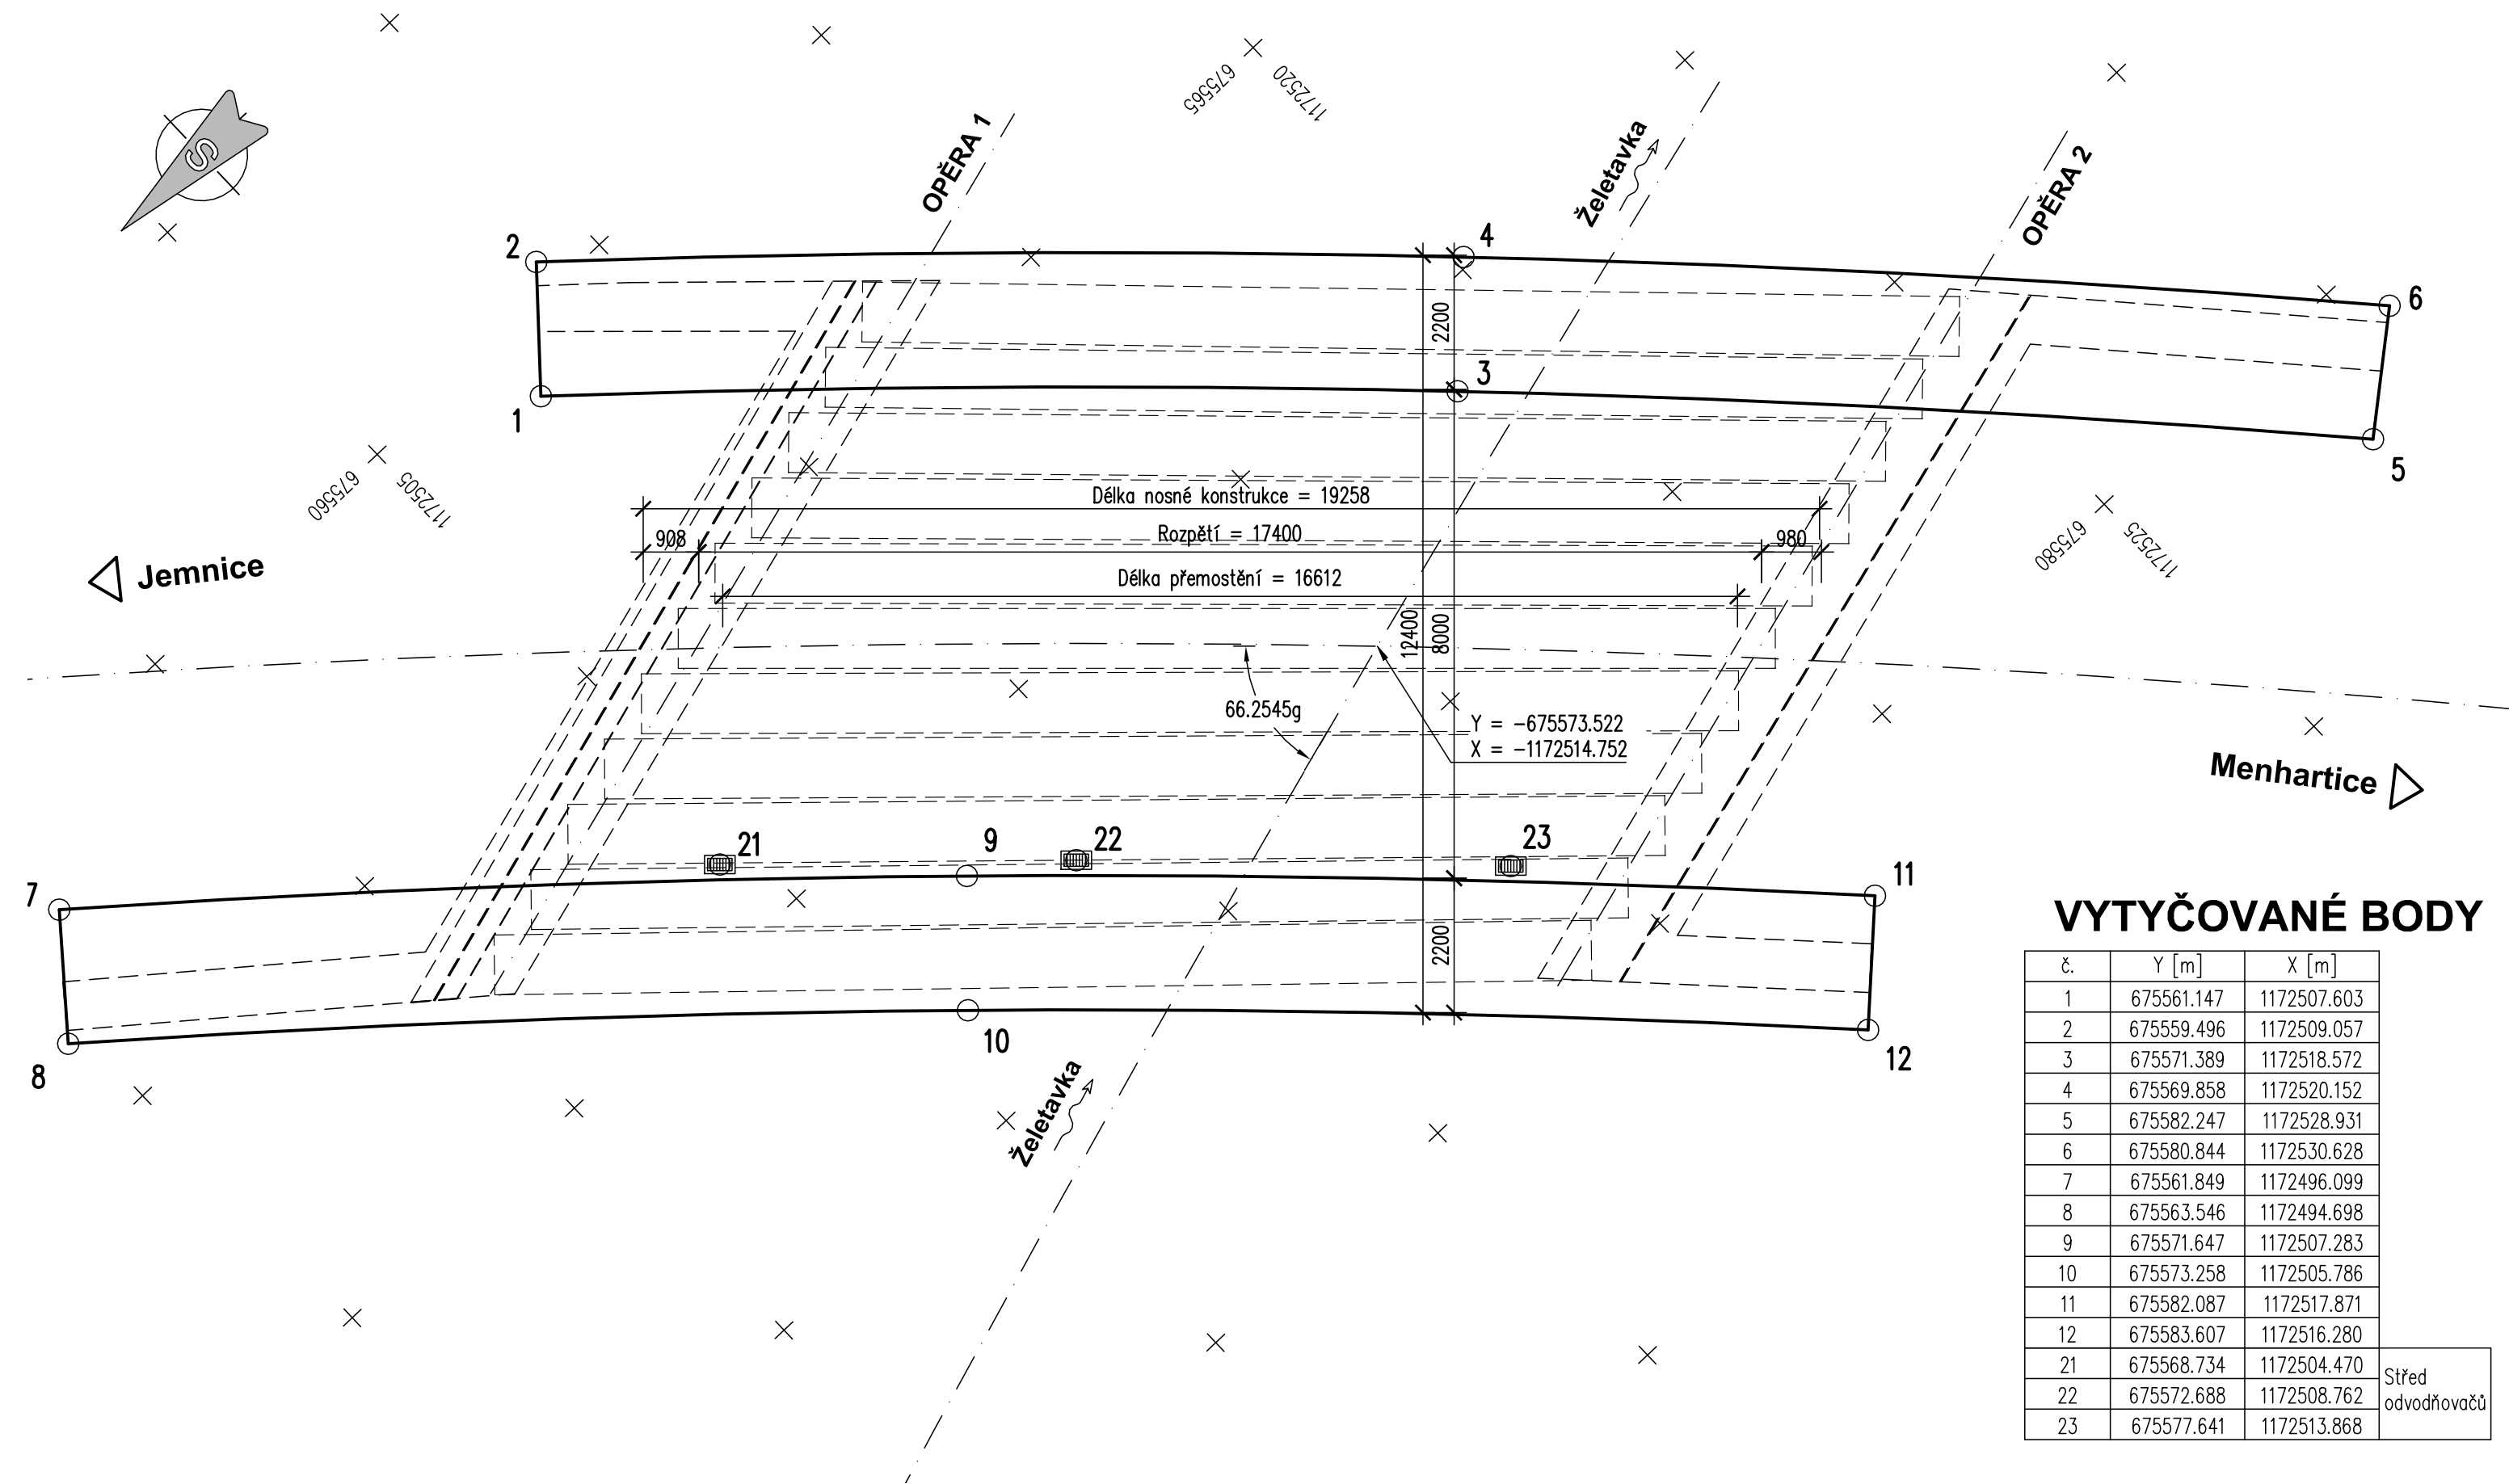 675565
1172520
S
OPĚRA 1
Želetavka
OPĚRA 2
2
4
6
2200
3
1
5
675560
1172505
675580
1172525
Délka nosné konstrukce = 19258
908
Rozpětí = 17400
980
Délka přemostění = 16612
Jemnice
12400
8000
66.2545g
Y = -675573.522
X = -1172514.752
Menhartice
21
9
22
23
7
11
2200
8
10
12
Želetavka
VYTYČOVANÉ BODY
č. Y [m] X [m]
1 675561.147 1172507.603
2 675559.496 1172509.057
3 675571.389 1172518.572
4 675569.858 1172520.152
5 675582.247 1172528.931
6 675580.844 1172530.628
7 675561.849 1172496.099
8 675563.546 1172494.698
9 675571.647 1172507.283
10 675573.258 1172505.786
11 675582.087 1172517.871
12 675583.607 1172516.280
21 675568.734 1172504.470
22 675572.688 1172508.762
23 675577.641 1172513.868
Střed
odvodňovačů